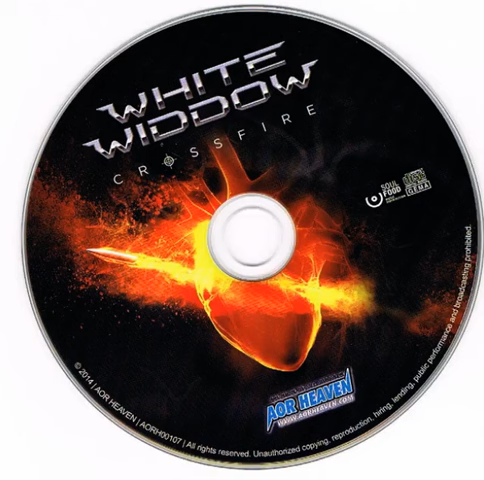 WHITE
WIDDOW
CROSSFIRE
SOUL
FOOD
GEMA
AOR HEAVEN
WWW.AORHEAVEN.COM
© 2014 | AOR HEAVEN | AORH00107 | All rights reserved. Unauthorized copying, reproduction, hiring, lending, public performance and broadcasting prohibited.